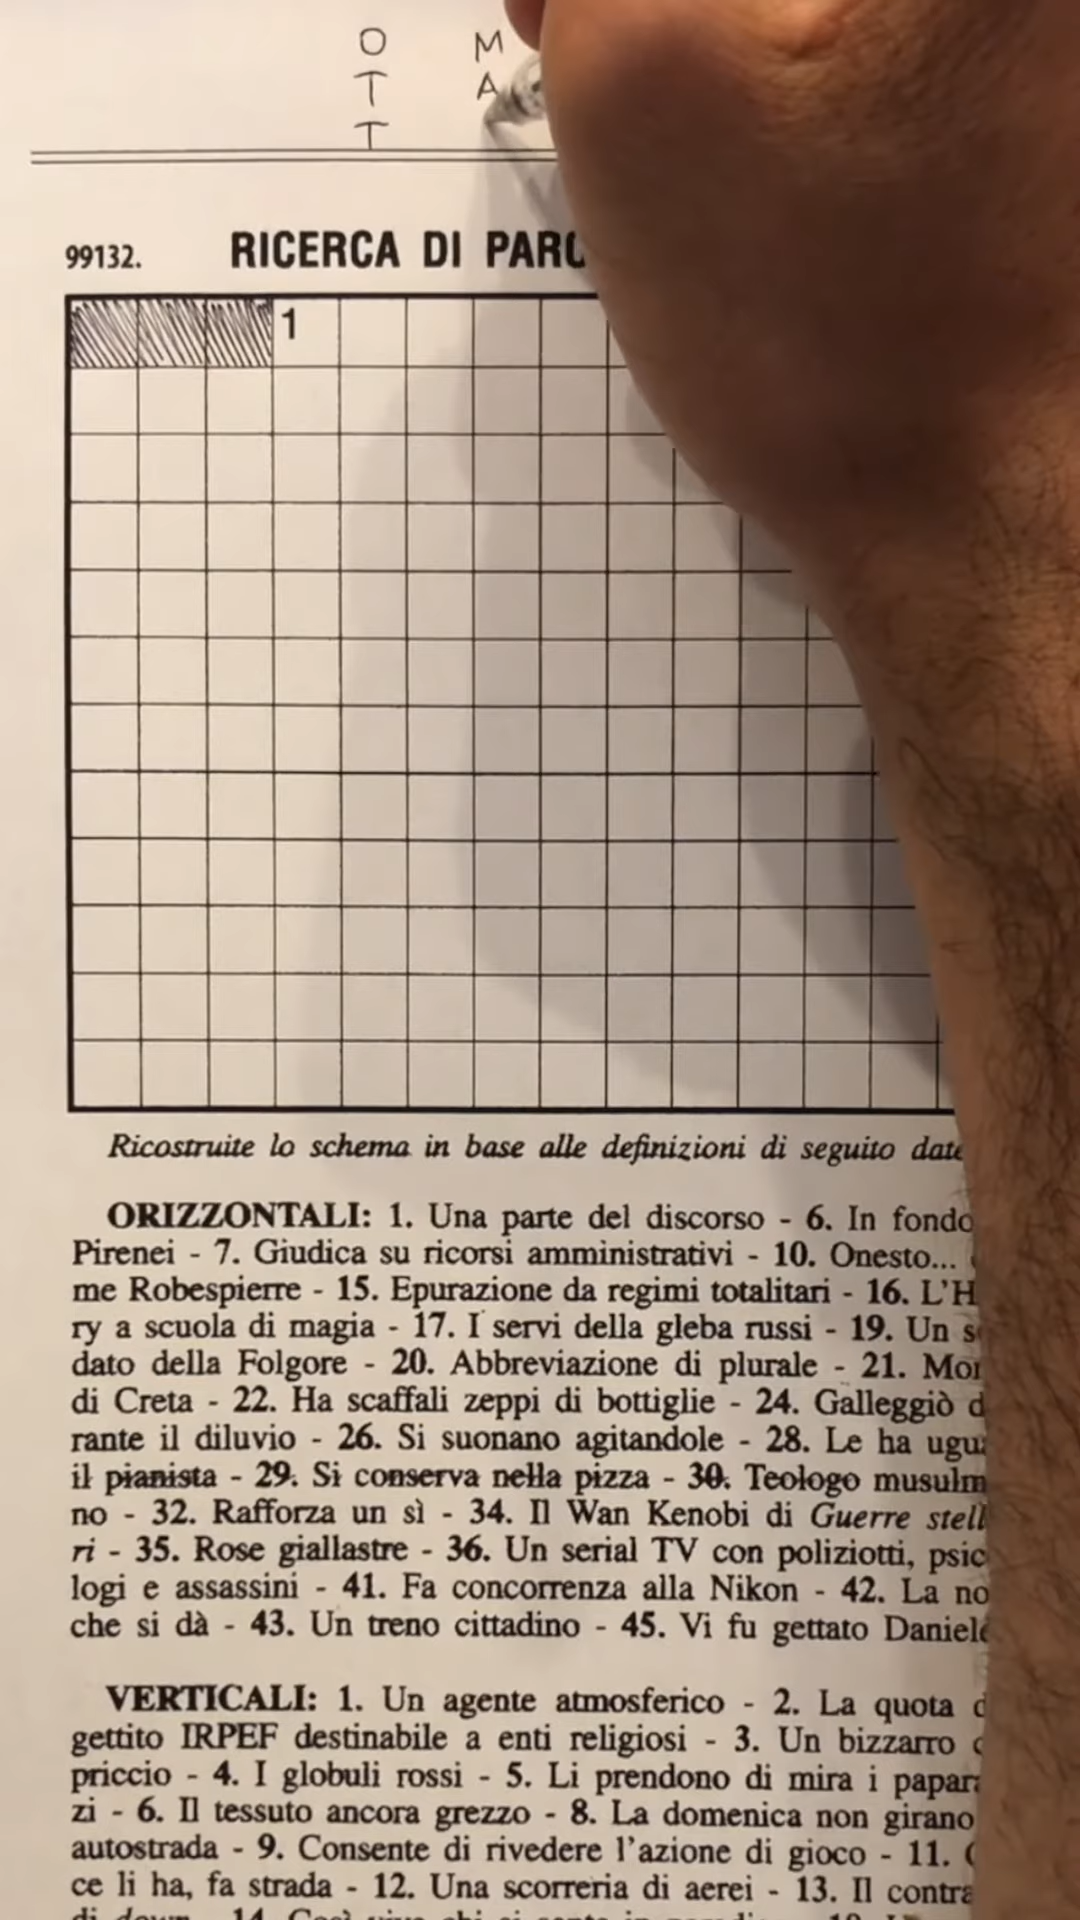 O M
T A
T
99132. RICERCA DI
1
Ricostruite lo schema in base alle definizioni di seguito date
ORIZZONTALI: 1. Una parte del discorso - 6. In fondo
Pirenei - 7. Giudica su ricorsi amministrativi - 10. Onesto...
me Robespierre - 15. Epurazione da regimi totalitari - 16. L'H
ry a scuola di magia - 17. I servi della gleba russi - 19. Un s
dato della Folgore - 20. Abbreviazione di plurale - 21.
di Creta - 22. Ha scaffali zeppi di bottiglie - 24. Galleggiò d
rante il diluvio - 26. Si suonano agitandole - 28. Le ha ugu
il pianista - 29. Si conserva nella pizza - 30. Teologo musulm
no - 32. Rafforza un sì - 34. Il Wan Kenobi di Guerre stell
ri - 35. Rose giallastre - 36. Un serial TV con poliziotti, psic
logi e assassini - 41. Fa concorrenza alla Nikon - 42. La no
che si dà - 43. Un treno cittadino - 45. Vi fu gettato Daniele
VERTICALI: 1. Un agente atmosferico - 2. La quota d
gettito IRPEF destinabile a enti religiosi - 3. Un bizzarro c
priccio - 4. I globuli rossi - 5. Li prendono di mira i papar
zi - 6. Il tessuto ancora grezzo - 8. La domenica non girano
autostrada - 9. Consente di rivedere l'azione di gioco - 11.
ce li ha, fa strada - 12. Una scorreria di aerei - 13. Il contra